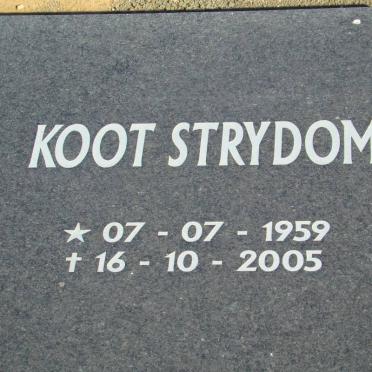 KOOT STRYDOM
★ 07 - 07 - 1959
† 16 - 10 - 2005